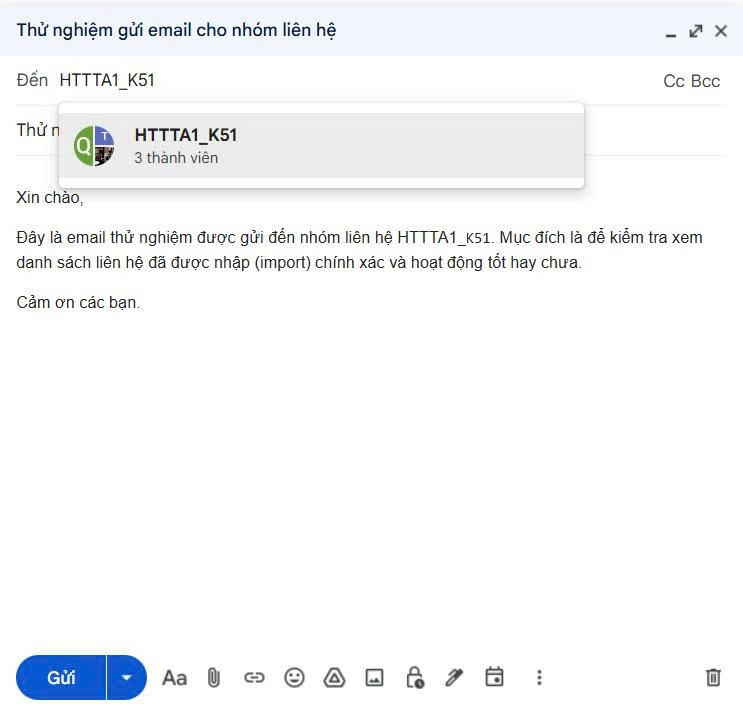 Thử nghiệm gửi email cho nhóm liên hệ
Đến HTTTA1_K51 Cc Bcc
Thử
HTTTA1_K51
3 thành viên
Q T
Xin chào,
Đây là email thử nghiệm được gửi đến nhóm liên hệ HTTTA1_K51. Mục đích là để kiểm tra xem
danh sách liên hệ đã được nhập (import) chính xác và hoạt động tốt hay chưa.
Cảm ơn các bạn.
Gửi Aa